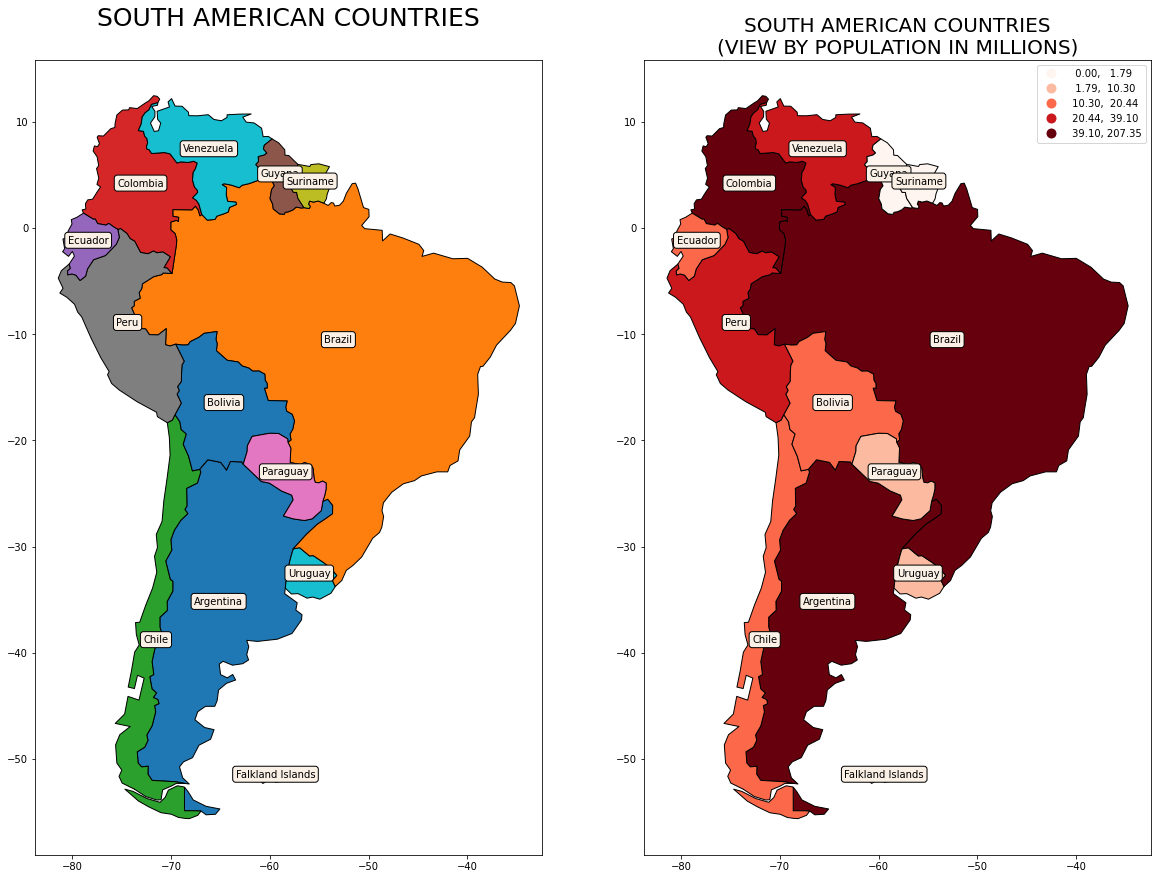 SOUTH AMERICAN COUNTRIES
10
0
−10
−20
−30
−40
−50
−80
−70
−60
−50
−40
Venezuela
Guyana
Suriname
Colombia
Ecuador
Peru
Brazil
Bolivia
Paraguay
Uruguay
Argentina
Chile
Falkland Islands
SOUTH AMERICAN COUNTRIES
(VIEW BY POPULATION IN MILLIONS)
0.00, 1.79
1.79, 10.30
10.30, 20.44
20.44, 39.10
39.10, 207.35
10
0
−10
−20
−30
−40
−50
−80
−70
−60
−50
−40
Venezuela
Guyana
Suriname
Colombia
Ecuador
Peru
Brazil
Bolivia
Paraguay
Uruguay
Argentina
Chile
Falkland Islands